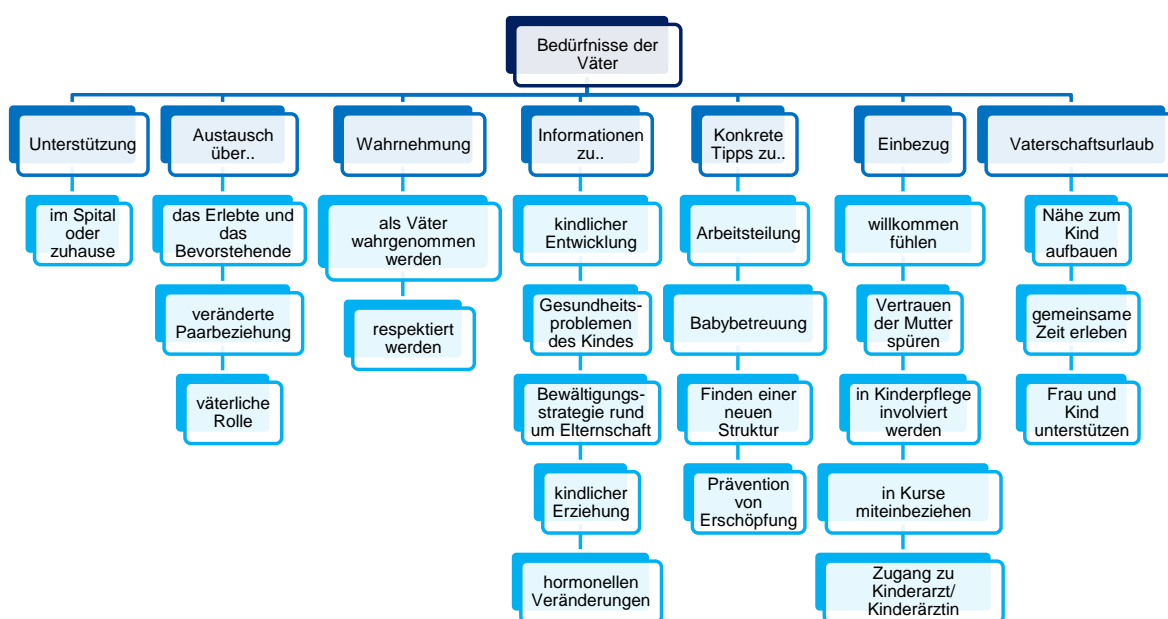 Bedürfnisse der
Väter
Unterstützung
im Spital
oder
zuhause
Austausch
über..
das Erlebte und
das
Bevorstehende
veränderte
Paarbeziehung
väterliche
Rolle
Wahrnehmung
als Väter
wahrgenommen
werden
respektiert
werden
Informationen
zu..
kindlicher
Entwicklung
Gesundheits-
problemen
des Kindes
Bewältigungs-
strategie rund
um Elternschaft
kindlicher
Erziehung
hormonellen
Veränderungen
Konkrete
Tipps zu..
Arbeitsteilung
Babybetreuung
Finden einer
neuen
Struktur
Prävention
von
Erschöpfung
Einbezug
willkommen
fühlen
Vertrauen
der Mutter
spüren
in Kinderpflege
involviert
werden
in Kurse
miteinbeziehen
Zugang zu
Kinderarzt/
Kinderärztin
Vaterschaftsurlaub
Nähe zum
Kind
aufbauen
gemeinsame
Zeit erleben
Frau und
Kind
unterstützen